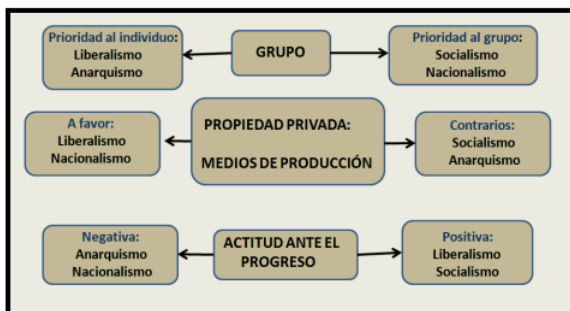 Prioridad al individuo:
Liberalismo
Anarquismo
GRUPO
Prioridad al grupo:
Socialismo
Nacionalismo
A favor:
Liberalismo
Nacionalismo
PROPIEDAD PRIVADA:
MEDIOS DE PRODUCCIÓN
Contrarios:
Socialismo
Anarquismo
Negativa:
Anarquismo
Nacionalismo
ACTITUD ANTE EL
PROGRESO
Positiva:
Liberalismo
Socialismo